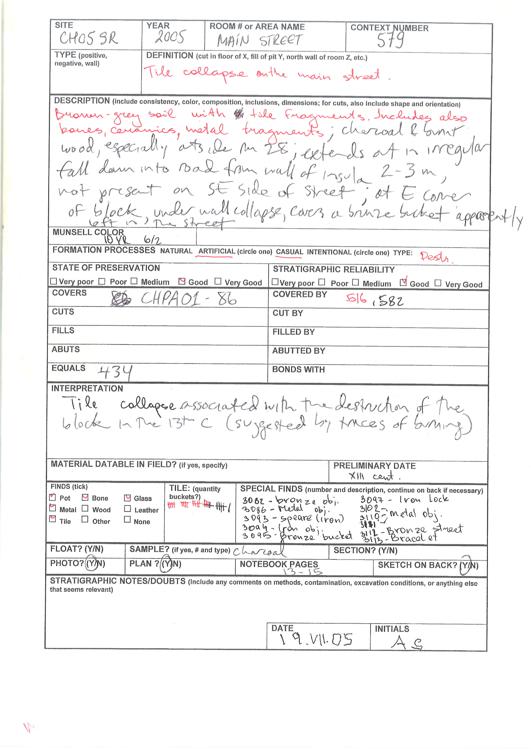 SITE YEAR ROOM # or AREA NAME CONTEXT NUMBER
CH05 SR 2005 MAIN STREET 579
TYPE (positive, negative, wall) DEFINITION (cut in floor of X, fill of pit Y, north wall of room Z, etc.)
Tile collapse on the main street.
DESCRIPTION (include consistency, color, composition, inclusions, dimensions; for cuts, also include shape and orientation)
Brown-grey soil with tile fragments. Includes also
bones, ceramics, metal fragments; charcoal & burnt
wood, especially outside Rm 28; extends out in irregular
fall down into road from wall of insula 2-3 m,
not present on SE side of street; at E corner
of block, under wall collapse, covers a bronze bucket apparently
left in the street
MUNSELL COLOR
10 YR 6/2
FORMATION PROCESSES NATURAL ARTIFICIAL (circle one) CASUAL INTENTIONAL (circle one) TYPE: Destr.
STATE OF PRESERVATION STRATIGRAPHIC RELIABILITY
Very poor Poor Medium Good Very Good Very poor Poor Medium Good Very Good
COVERS CHPA01-86 COVERED BY 516, 582
CUTS CUT BY
FILLS FILLED BY
ABUTS ABUTTED BY
EQUALS 434 BONDS WITH
INTERPRETATION
Tile collapse associated with the destruction of the
block in the 13th C (suggested by traces of burning)
MATERIAL DATABLE IN FIELD? (if yes, specify) PRELIMINARY DATE
XIII cent.
FINDS (tick) TILE: (quantity buckets?) SPECIAL FINDS (number and description, continue on back if necessary)
Pot Bone Glass
Metal Wood Leather
Tile Other None
3082 - bronze obj.
3086 - Metal obj.
3093 - speare (iron)
3094 - Iron obj.
3095 - Bronze bucket
3097 - Iron lock
3102
3110 - metal obj.
3112 - Bronze street
3113 - Bracelet
FLOAT? (Y/N) SAMPLE? (if yes, # and type) Charcoal SECTION? (Y/N)
PHOTO? (Y/N) PLAN? (Y/N) NOTEBOOK PAGES 13-15 SKETCH ON BACK? (Y/N)
STRATIGRAPHIC NOTES/DOUBTS (Include any comments on methods, contamination, excavation conditions, or anything else
that seems relevant)
DATE INITIALS
19.VII.05 AS